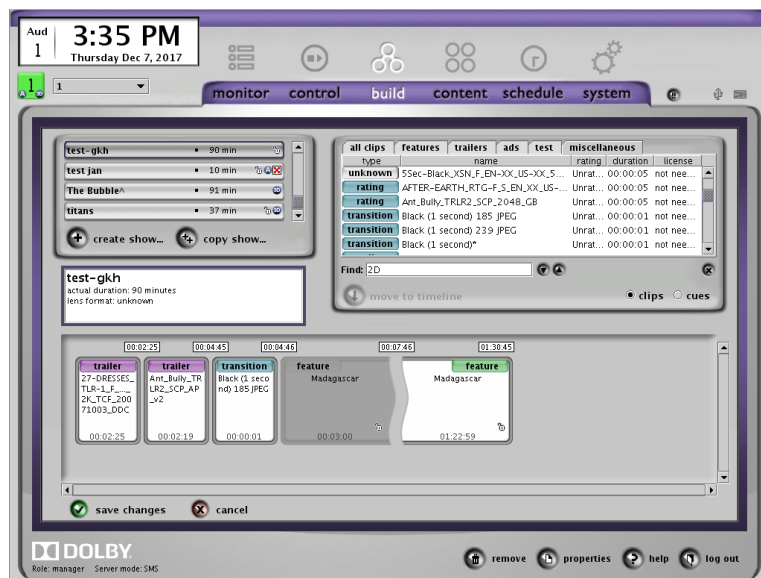 Aud
1
3:35 PM
Thursday Dec 7, 2017
1
1
monitor control build content schedule system
test-gkh 90 min
test jan 10 min
The Bubble^ 91 min
titans 37 min
create show... copy show...
all clips features trailers ads test miscellaneous
type name rating duration license
unknown 5Sec-Black_XSN_F_EN-XX_US-XX_5... Unrat... 00:00:05 not nee...
rating AFTER-EARTH_RTG-F_S_EN_XX_US-... Unrat... 00:00:05 not nee...
rating Ant_Bully_TRLR2_SCP_2048_GB Unrat... 00:00:05 not nee...
transition Black (1 second) 185 JPEG Unrat... 00:00:01 not nee...
transition Black (1 second) 239 JPEG Unrat... 00:00:01 not nee...
transition Black (1 second)* Unrat... 00:00:01 not nee...
Find: 2D
move to timeline clips cues
test-gkh
actual duration: 90 minutes
lens format: unknown
00:02:25 00:04:45 00:04:46 00:07:46 01:30:45
trailer trailer transition feature feature
27-DRESSES_
TLR-1_F_..._
2K_TCF_200
71003_DDC
00:02:25
Ant_Bully_TR
LR2_SCP_AP
_v2
00:02:19
Black (1 seco
nd) 185 JPEG
00:00:01
Madagascar
00:03:00
Madagascar
01:22:59
save changes cancel
DOLBY
Role: manager Server mode: SMS
remove properties help log out